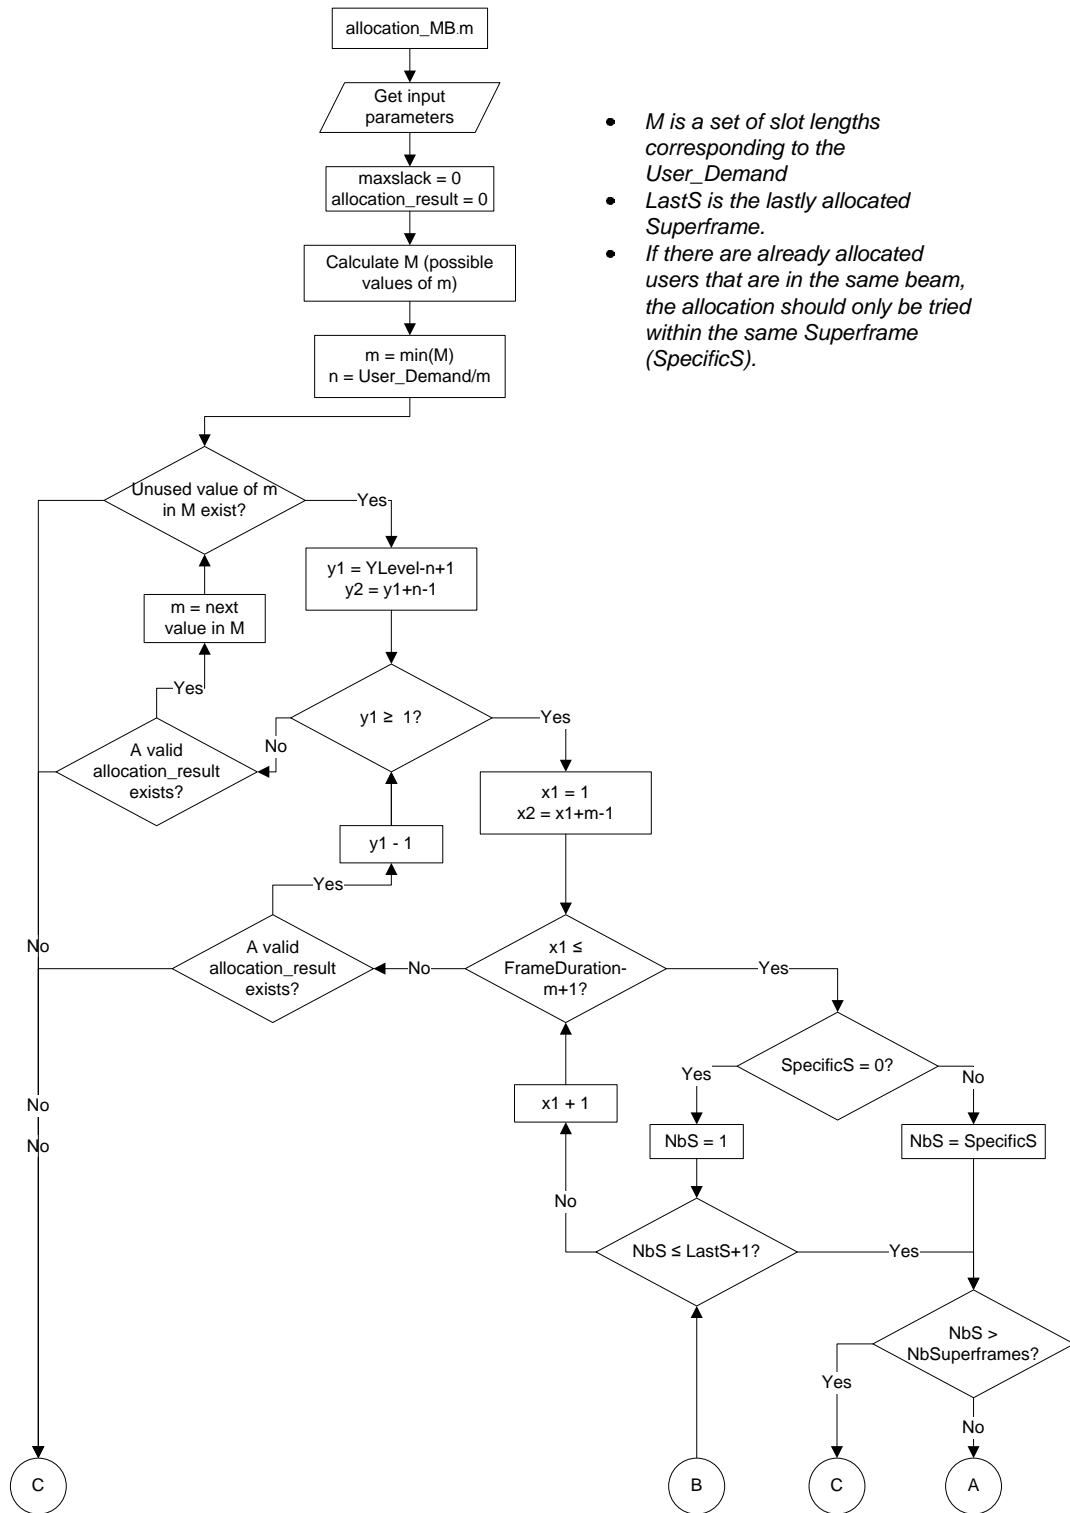 allocation_MB.m
Get input
parameters
maxslack = 0
allocation_result = 0
Calculate M (possible
values of m)
m = min(M)
n = User_Demand/m
• M is a set of slot lengths
corresponding to the
User_Demand
• LastS is the lastly allocated
Superframe.
• If there are already allocated
users that are in the same beam,
the allocation should only be tried
within the same Superframe
(SpecificS).
Unused value of m
in M exist?
Yes
y1 = YLevel-n+1
y2 = y1+n-1
m = next
value in M
Yes
y1 ≥ 1?
Yes
No
A valid
allocation_result
exists?
x1 = 1
x2 = x1+m-1
y1 - 1
Yes
No
A valid
allocation_result
exists?
No
x1 ≤
FrameDuration-
m+1?
Yes
SpecificS = 0?
Yes
No
No
No
x1 + 1
NbS = 1
NbS = SpecificS
No
NbS ≤ LastS+1?
Yes
NbS >
NbSuperframes?
Yes
No
C
B
C
A